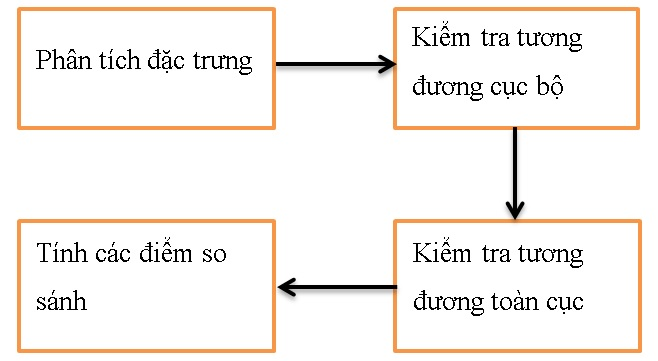 Phân tích đặc trưng
Kiểm tra tương
đương cục bộ
Kiểm tra tương
đương toàn cục
Tính các điểm so
sánh